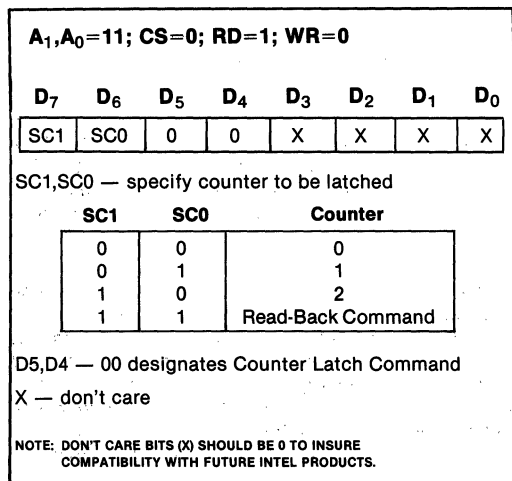 A1,A0=11; CS=0; RD=1; WR=0
D7 D6 D5 D4 D3 D2 D1 D0
SC1 SC0 0 0 X X X X
SC1,SC0 — specify counter to be latched
SC1 SC0 Counter
0 0 0
0 1 1
1 0 2
1 1 Read-Back Command
D5,D4 — 00 designates Counter Latch Command
X — don't care
NOTE: DON'T CARE BITS (X) SHOULD BE 0 TO INSURE
COMPATIBILITY WITH FUTURE INTEL PRODUCTS.